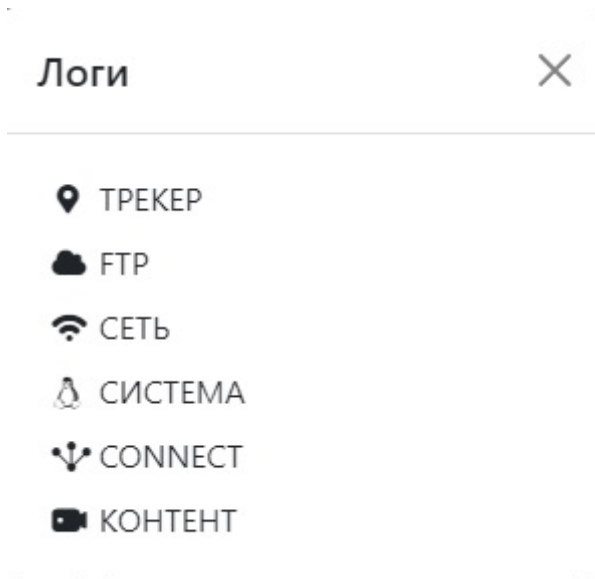 Логи
ТРЕКЕР
FTP
СЕТЬ
СИСТЕМА
CONNECT
КОНТЕНТ